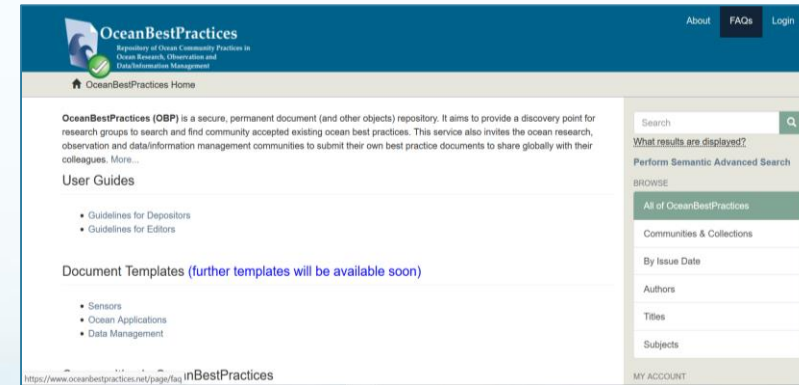 OceanBestPractices
Repository of Ocean Community Practices in
Ocean Research, Observation and
Data/Information Management
About FAQs Login
OceanBestPractices Home
OceanBestPractices (OBP) is a secure, permanent document (and other objects) repository. It aims to provide a discovery point for
research groups to search and find community accepted existing ocean best practices. This service also invites the ocean research,
observation and data/information management communities to submit their own best practice documents to share globally with their
colleagues. More...
User Guides
Guidelines for Depositors
Guidelines for Editors
Document Templates (further templates will be available soon)
Sensors
Ocean Applications
Data Management
nBestPractices
https://www.oceanbestpractices.net/page/faq
Search
What results are displayed?
Perform Semantic Advanced Search
BROWSE
All of OceanBestPractices
Communities & Collections
By Issue Date
Authors
Titles
Subjects
MY ACCOUNT